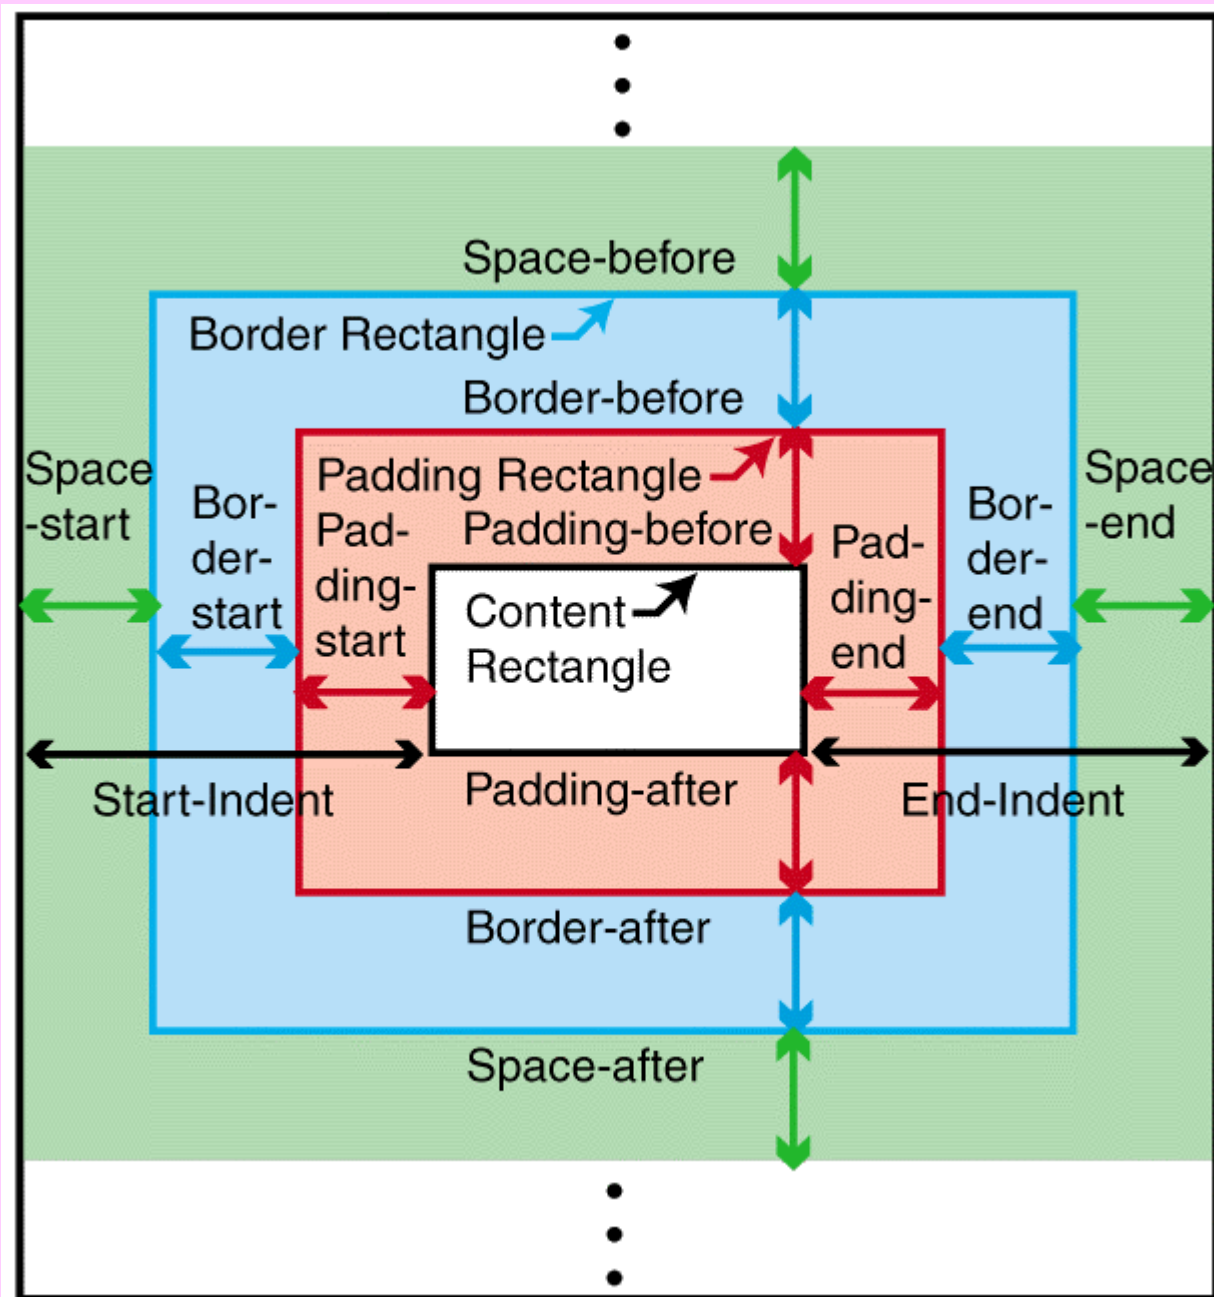 Space-before
Border Rectangle
Border-before
Padding Rectangle
Padding-before
Space
-start
Bor-
der-
start
Pad-
ding-
start
Content
Rectangle
Pad-
ding-
end
Bor-
der-
end
Space
-end
Start-Indent
Padding-after
End-Indent
Border-after
Space-after